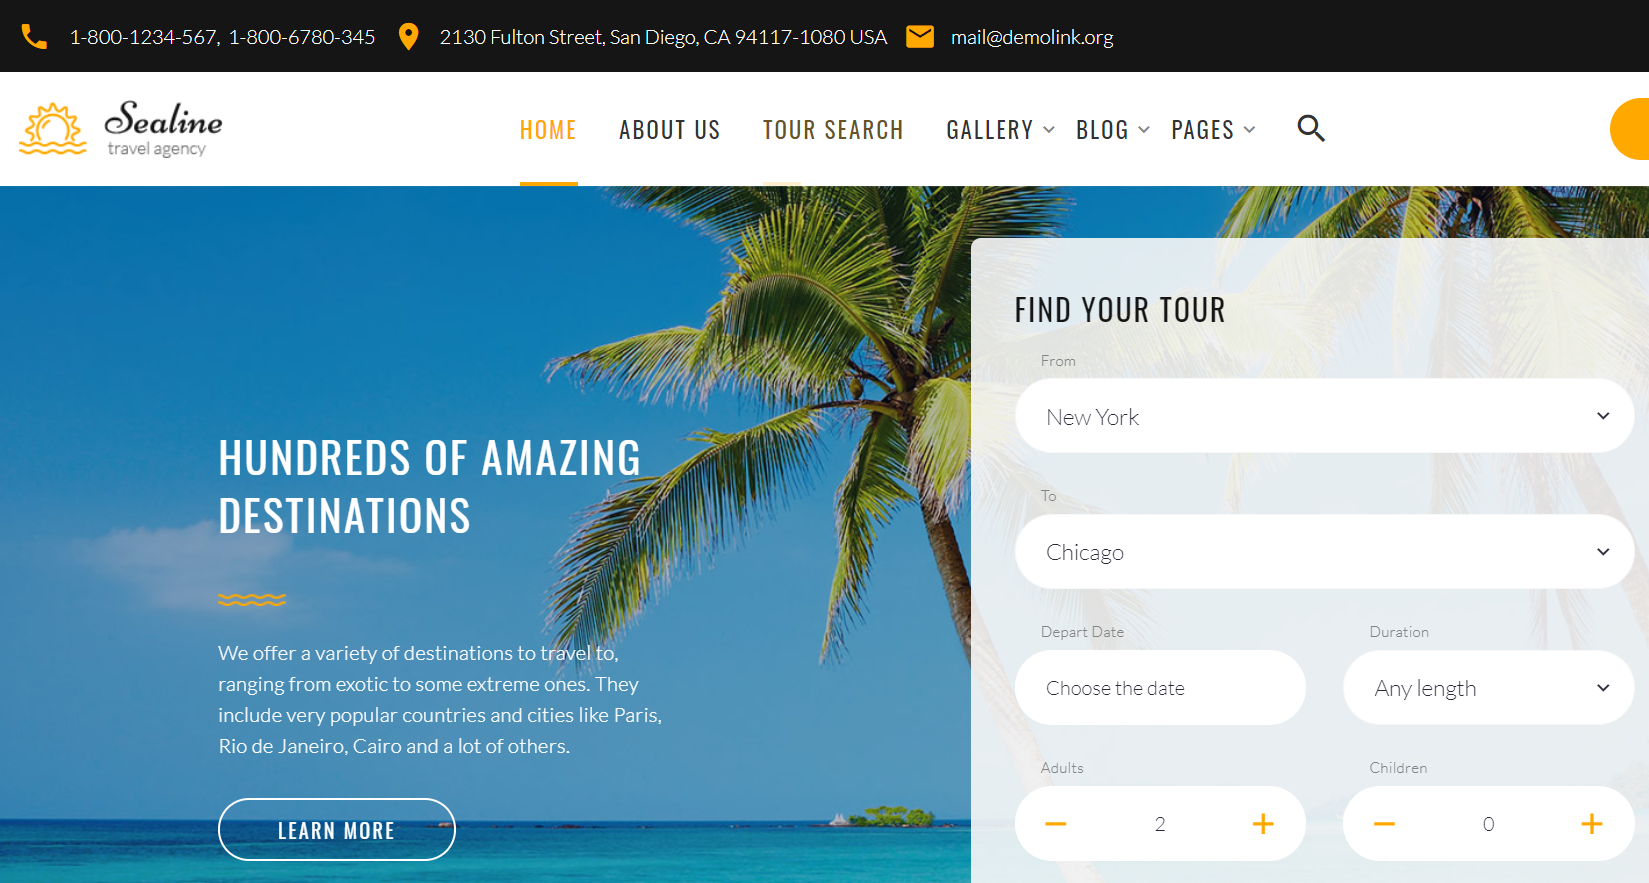 1-800-1234-567, 1-800-6780-345 2130 Fulton Street, San Diego, CA 94117-1080 USA mail@demolink.org
Sealine
travel agency
HOME ABOUT US TOUR SEARCH GALLERY BLOG PAGES
HUNDREDS OF AMAZING
DESTINATIONS
We offer a variety of destinations to travel to,
ranging from exotic to some extreme ones. They
include very popular countries and cities like Paris,
Rio de Janeiro, Cairo and a lot of others.
LEARN MORE
FIND YOUR TOUR
From
New York
To
Chicago
Depart Date Duration
Choose the date Any length
Adults Children
2 0